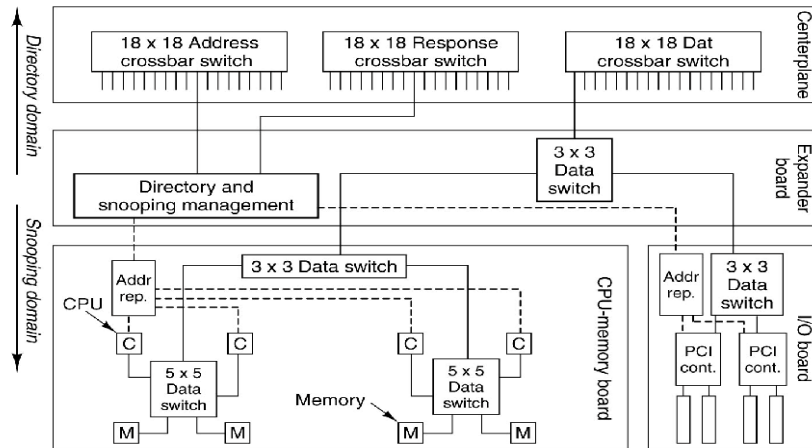 Directory domain
Snooping domain
18 x 18 Address
crossbar switch
18 x 18 Response
crossbar switch
18 x 18 Dat
crossbar switch
Centerplane
Directory and
snooping management
3 x 3
Data
switch
Expander
board
Addr
rep.
3 x 3 Data switch
CPU
C
C
C
C
5 x 5
Data
switch
5 x 5
Data
switch
Memory
M
M
M
M
CPU-memory board
Addr
rep.
3 x 3
Data
switch
PCI
cont.
PCI
cont.
I/O board